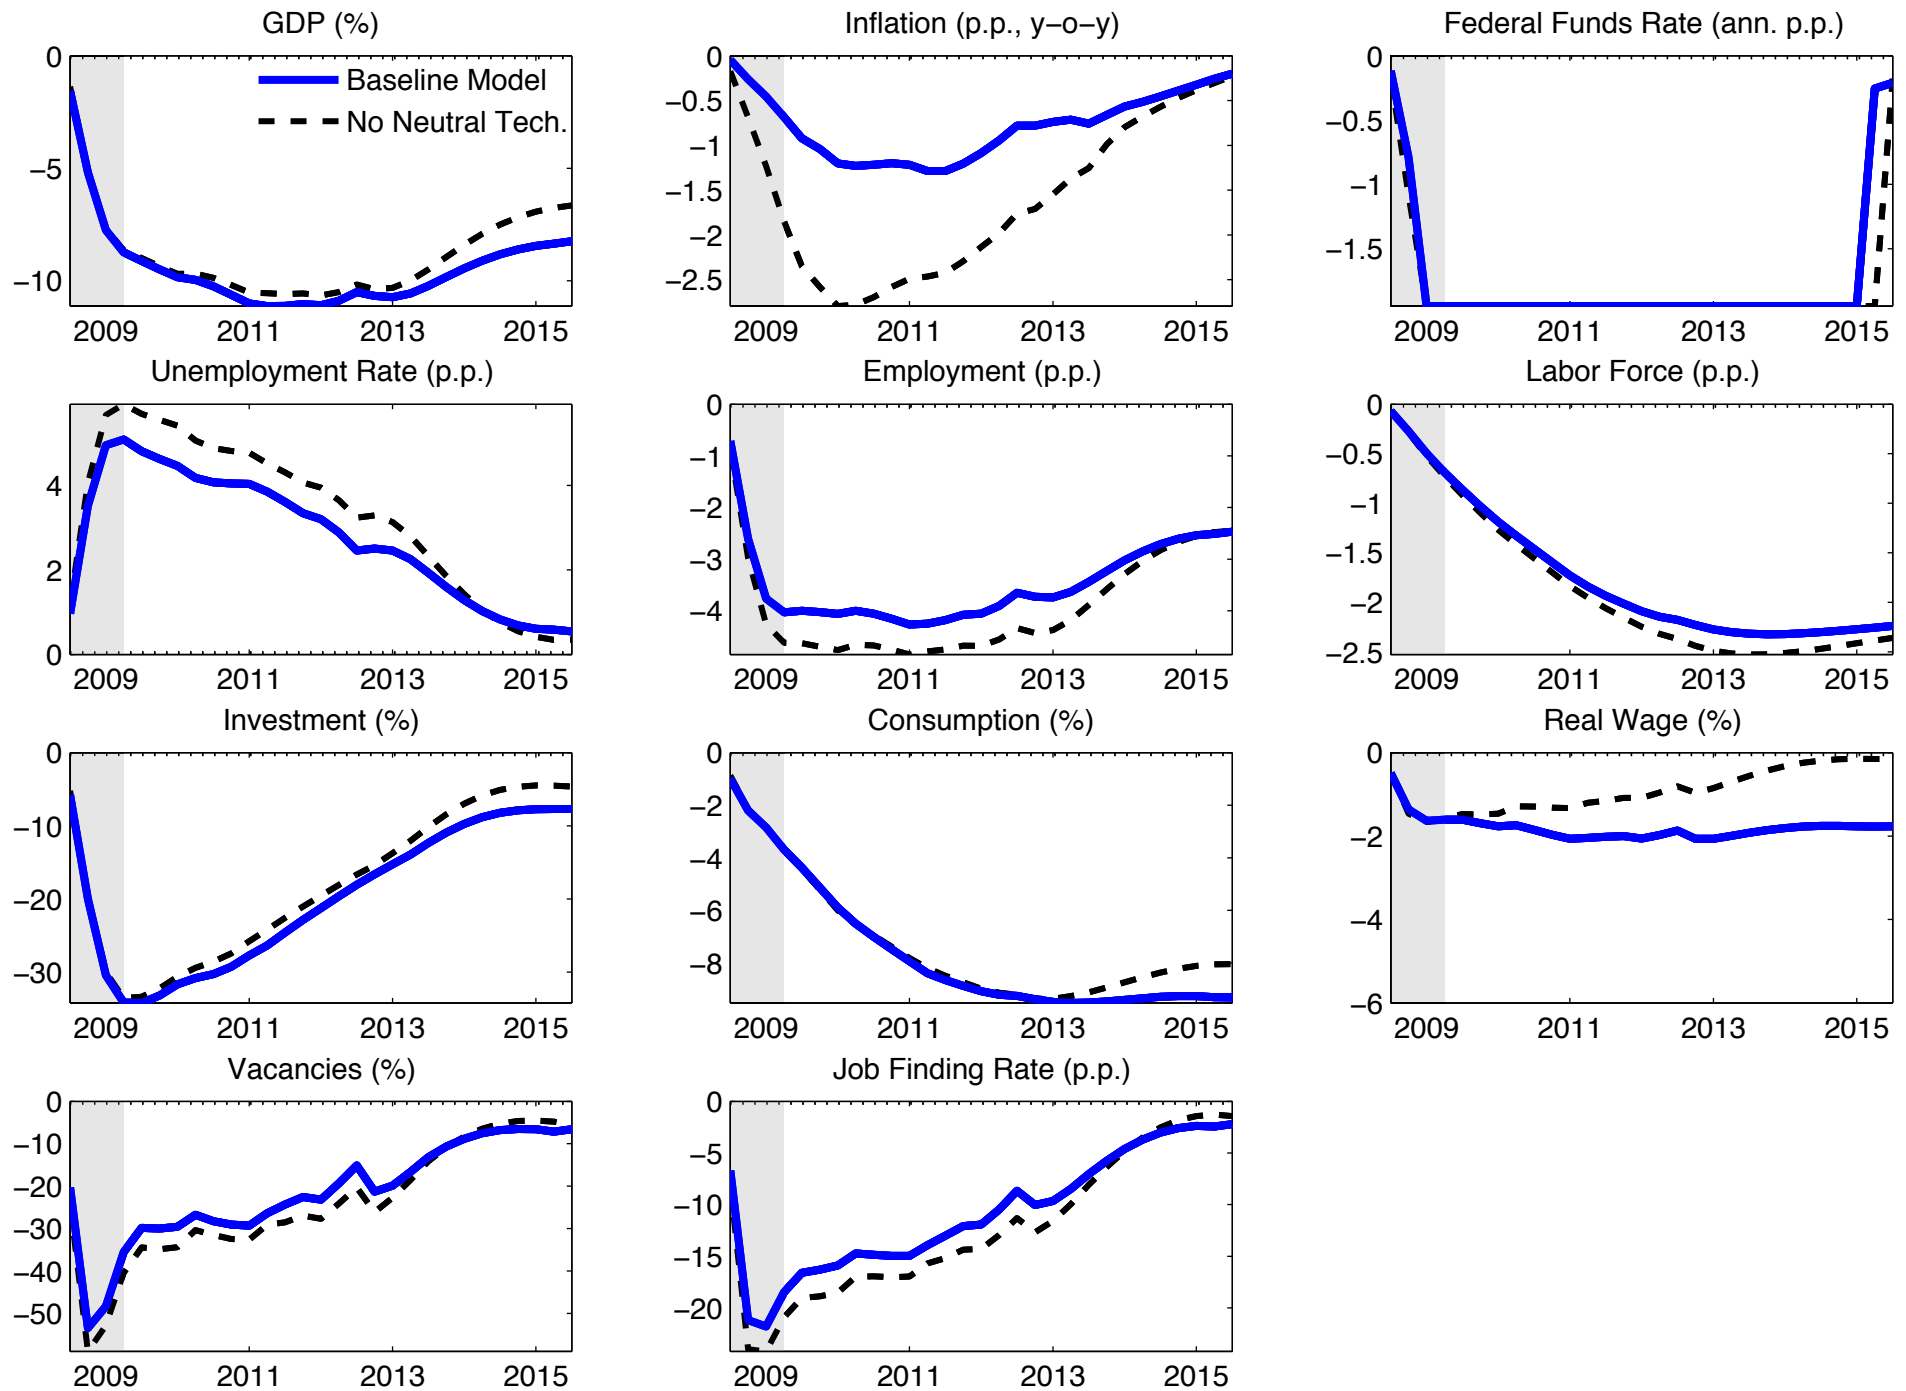 GDP (%)
0
−5
−10
Baseline Model
No Neutral Tech.
2009 2011 2013 2015
Inflation (p.p., y−o−y)
0
−0.5
−1
−1.5
−2
−2.5
2009 2011 2013 2015
Federal Funds Rate (ann. p.p.)
0
−0.5
−1
−1.5
2009 2011 2013 2015
Unemployment Rate (p.p.)
4
2
0
2009 2011 2013 2015
Employment (p.p.)
0
−1
−2
−3
−4
2009 2011 2013 2015
Labor Force (p.p.)
0
−0.5
−1
−1.5
−2
−2.5
2009 2011 2013 2015
Investment (%)
0
−10
−20
−30
2009 2011 2013 2015
Consumption (%)
0
−2
−4
−6
−8
2009 2011 2013 2015
Real Wage (%)
0
−2
−4
−6
2009 2011 2013 2015
Vacancies (%)
0
−10
−20
−30
−40
−50
2009 2011 2013 2015
Job Finding Rate (p.p.)
0
−5
−10
−15
−20
2009 2011 2013 2015